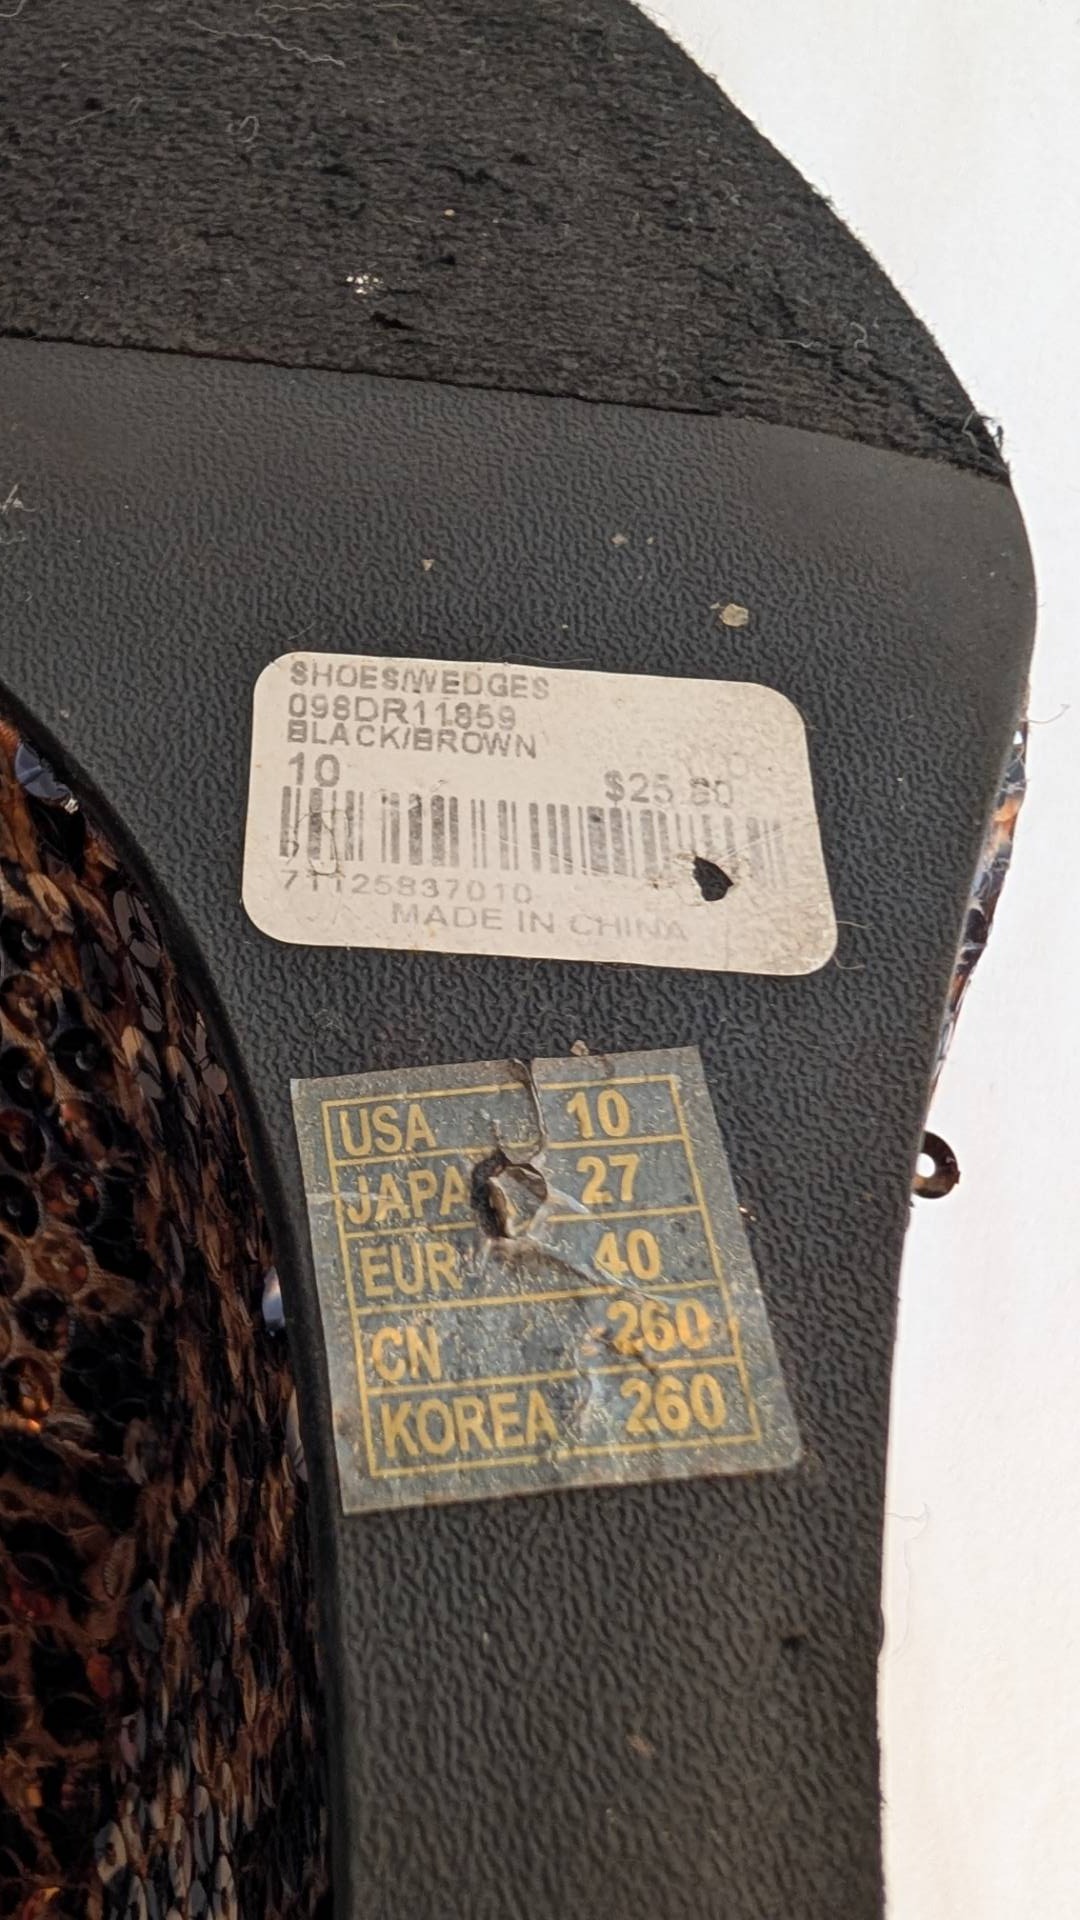 SHOES/WEDGES
098DR11859
BLACK/BROWN
10
$25.80
71125837010
MADE IN CHINA
USA 10
JAPA 27
EUR 40
CN 260
KOREA 260